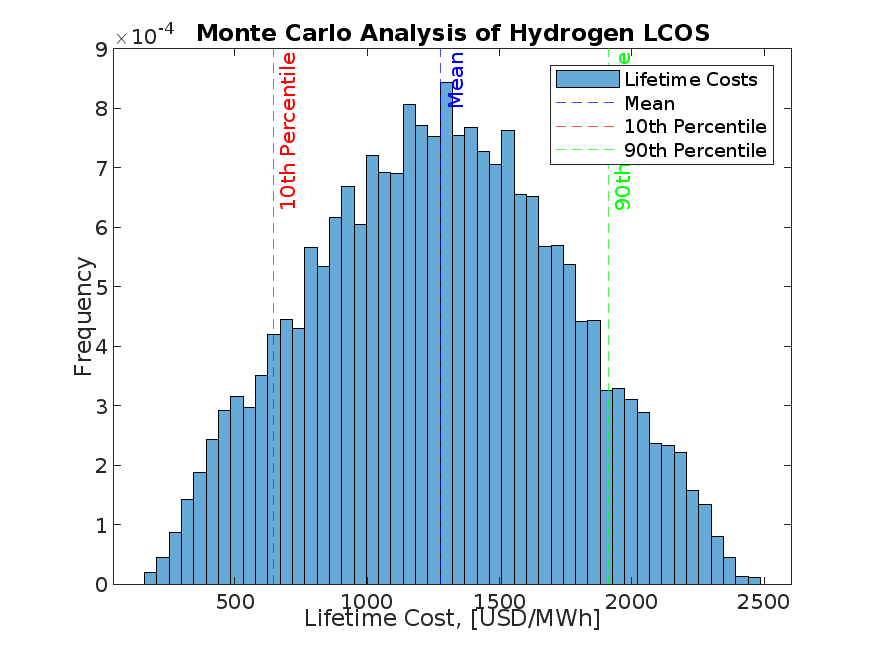 Monte Carlo Analysis of Hydrogen LCOS
×10-4
9
8
7
6
5
4
3
2
1
0
Frequency
10th Percentile
Mean
90th
e
Lifetime Costs
Mean
10th Percentile
90th Percentile
500
1000
1500
2000
2500
Lifetime Cost, [USD/MWh]